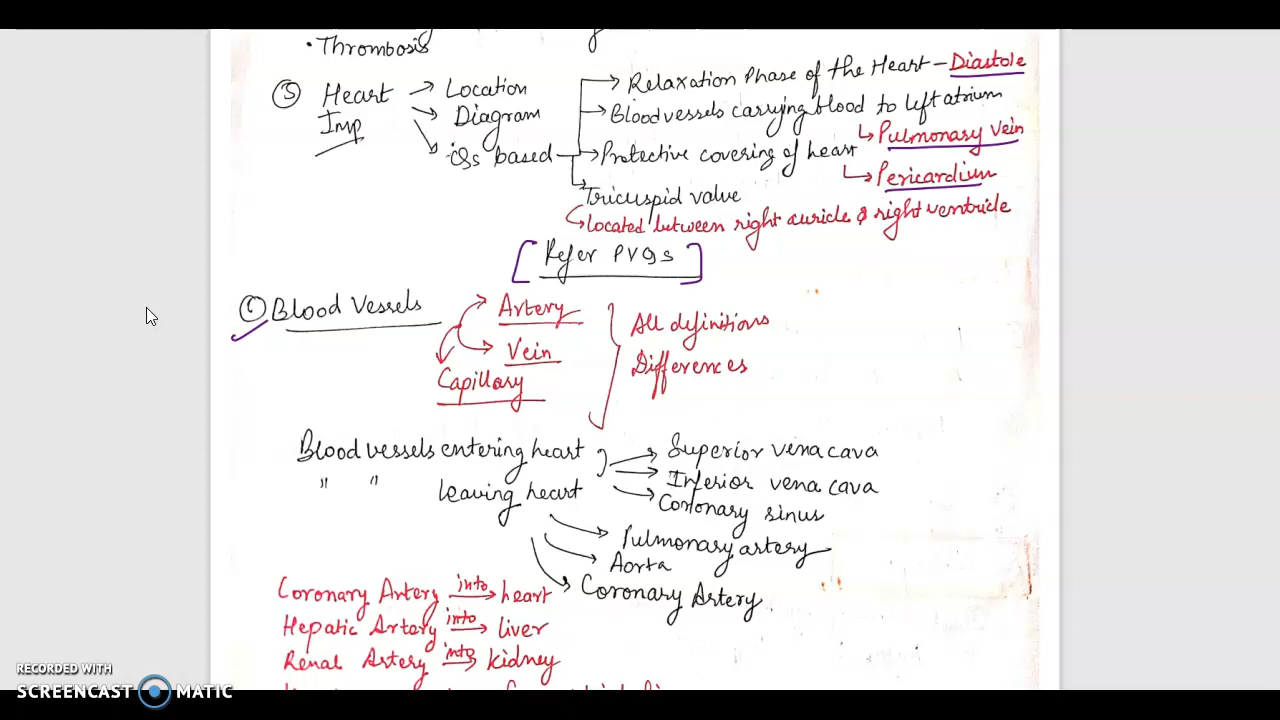 • Thrombosis
⑤ Heart → Location
Imp → Diagram
→ iQs based
→ Relaxation Phase of the Heart – Diastole
→ Blood vessels carrying blood to left atrium
↳ Pulmonary vein
→ Protective covering of heart
↳ Pericardium
→ Tricuspid value
↳ Located between right auricle & right ventricle
[Refer PVQs]
⑥ Blood Vessels
Artery
Vein
Capillary
All definitions
Differences
Blood vessels entering heart
→ Superior vena cava
→ Inferior vena cava
→ Coronary sinus
" " leaving heart
→ Pulmonary artery
→ Aorta
→ Coronary Artery
Coronary Artery into→ heart
Hepatic Artery into→ liver
Renal Artery into→ kidney
RECORDED WITH
SCREENCAST MATIC